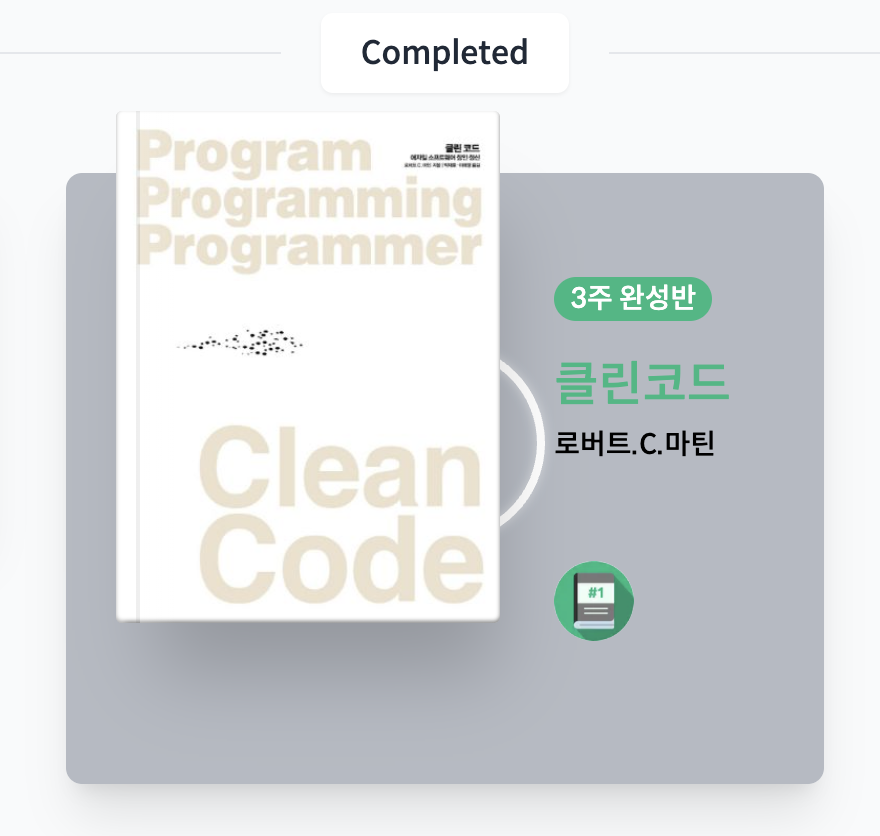 Completed
Program
Programming
Programmer
클린 코드
애자일 소프트웨어 장인 정신
3주 완성반
클린코드
로버트.C.마틴
Clean
Code
#1